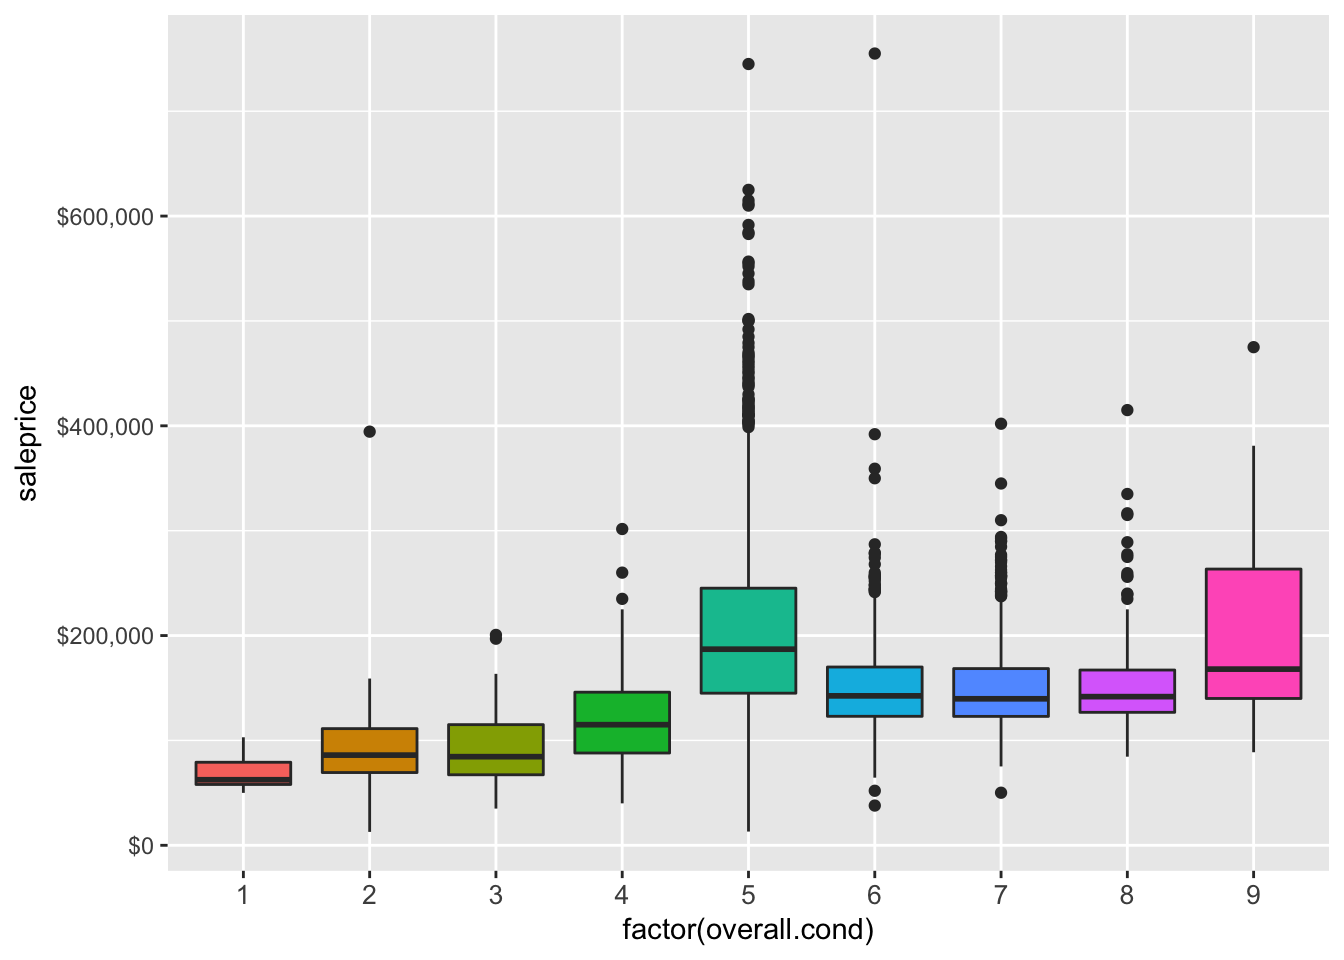 saleprice
$600,000
$400,000
$200,000
$0
1 2 3 4 5 6 7 8 9
factor(overall.cond)